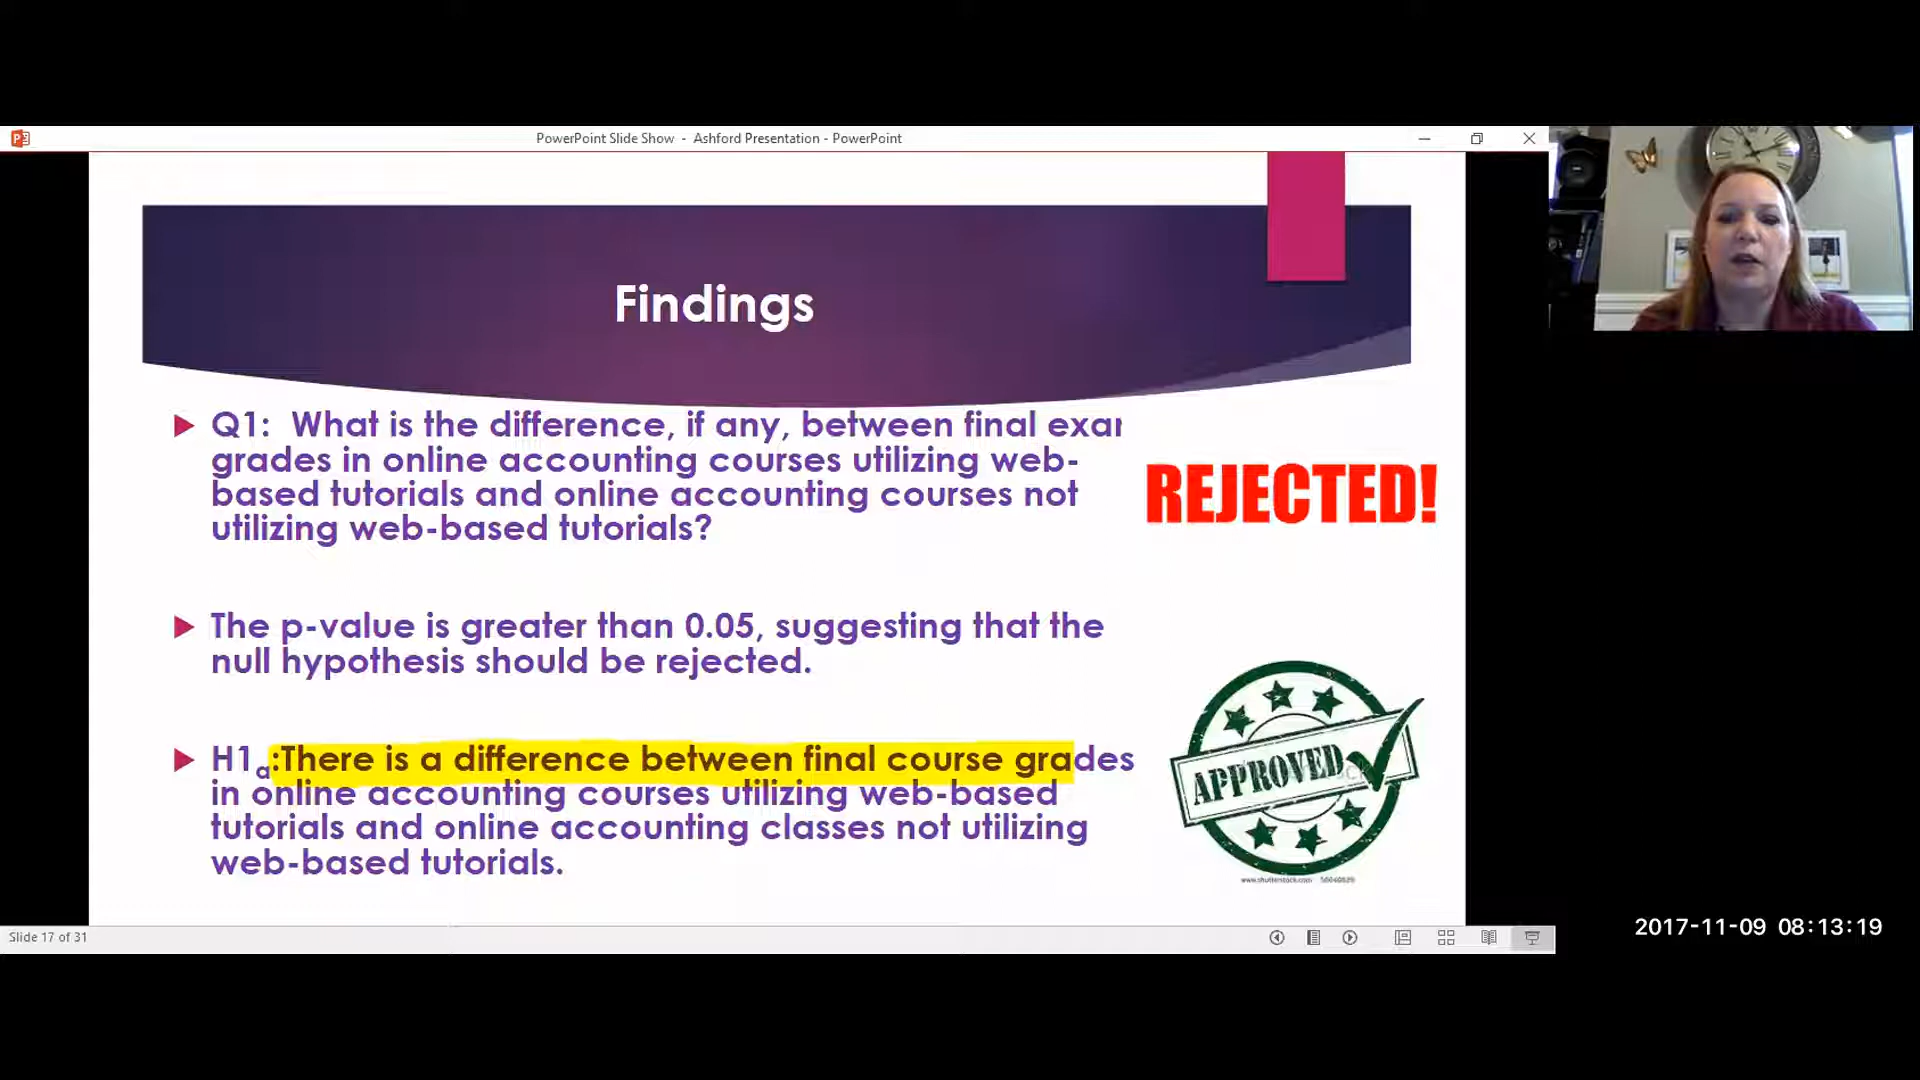 PowerPoint Slide Show - Ashford Presentation - PowerPoint
Findings
Q1: What is the difference, if any, between final exam
grades in online accounting courses utilizing web-
based tutorials and online accounting courses not
utilizing web-based tutorials?
REJECTED!
The p-value is greater than 0.05, suggesting that the
null hypothesis should be rejected.
H1a:There is a difference between final course grades
in online accounting courses utilizing web-based
tutorials and online accounting classes not utilizing
web-based tutorials.
APPROVED
www.shutterstock.com
Slide 17 of 31
2017-11-09 08:13:19